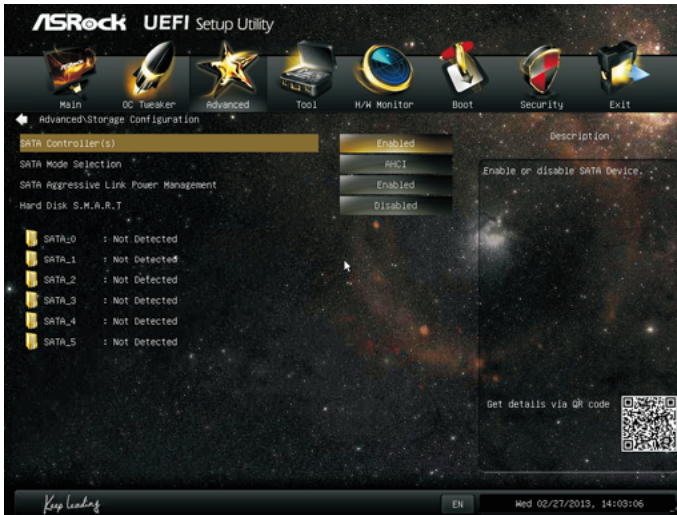 ASRock UEFI Setup Utility
ASRock
Main OC Tweaker Advanced Tool H/W Monitor Boot Security Exit
Advanced\Storage Configuration
SATA Controller(s) Enabled
SATA Mode Selection AHCI
SATA Aggressive Link Power Management Enabled
Hard Disk S.M.A.R.T Disabled
SATA_0 : Not Detected
SATA_1 : Not Detected
SATA_2 : Not Detected
SATA_3 : Not Detected
SATA_4 : Not Detected
SATA_5 : Not Detected
Description
Enable or disable SATA Device.
Get details via QR code
Keep Leading
EN
Wed 02/27/2013, 14:03:06